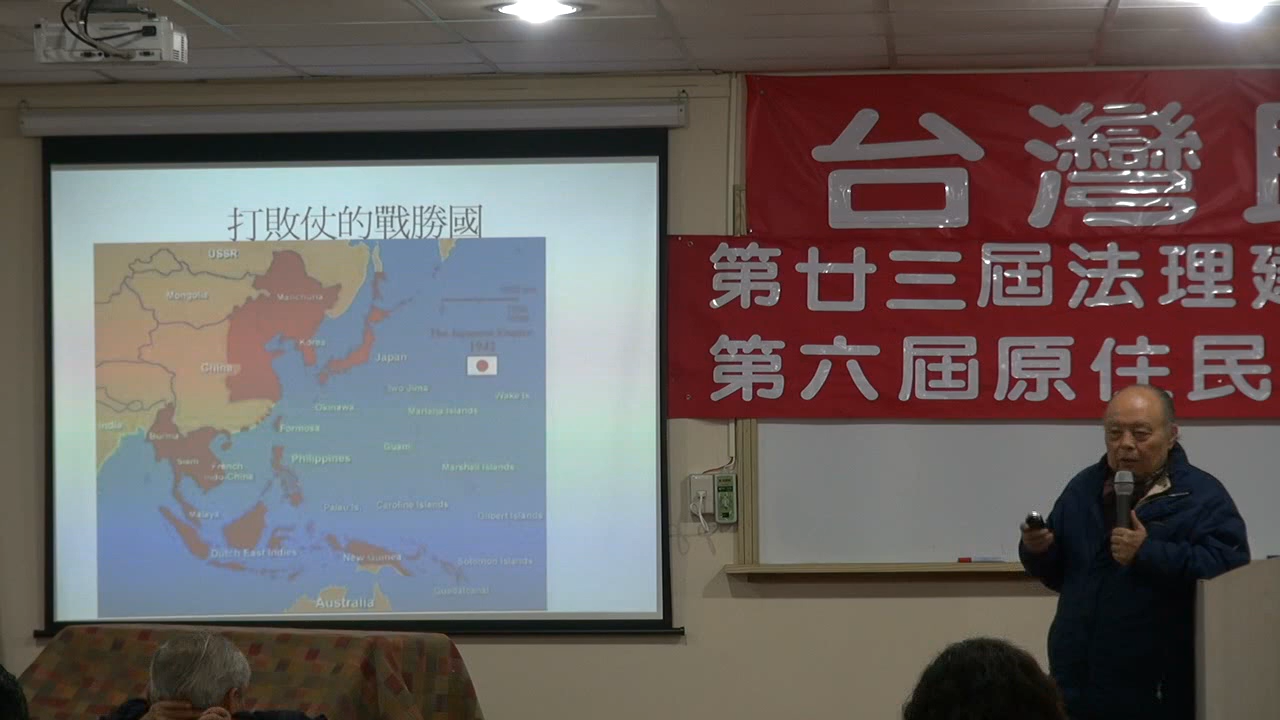 打敗仗的戰勝國
USSR
Mongolia
Manchuria
The Japanese Empire
1942
Korea
Japan
China
Iwo Jima
Wake Is
Okinawa
Mariana Islands
India
Formosa
Burma
Guam
Siam
French
Indo-China
Philippines
Marshall Islands
Malaya
Palau Is
Caroline Islands
Gilbert Islands
Dutch East Indies
New Guinea
Solomon Islands
Guadalcanal
Australia
台灣
第廿三屆法理建
第六屆原住民